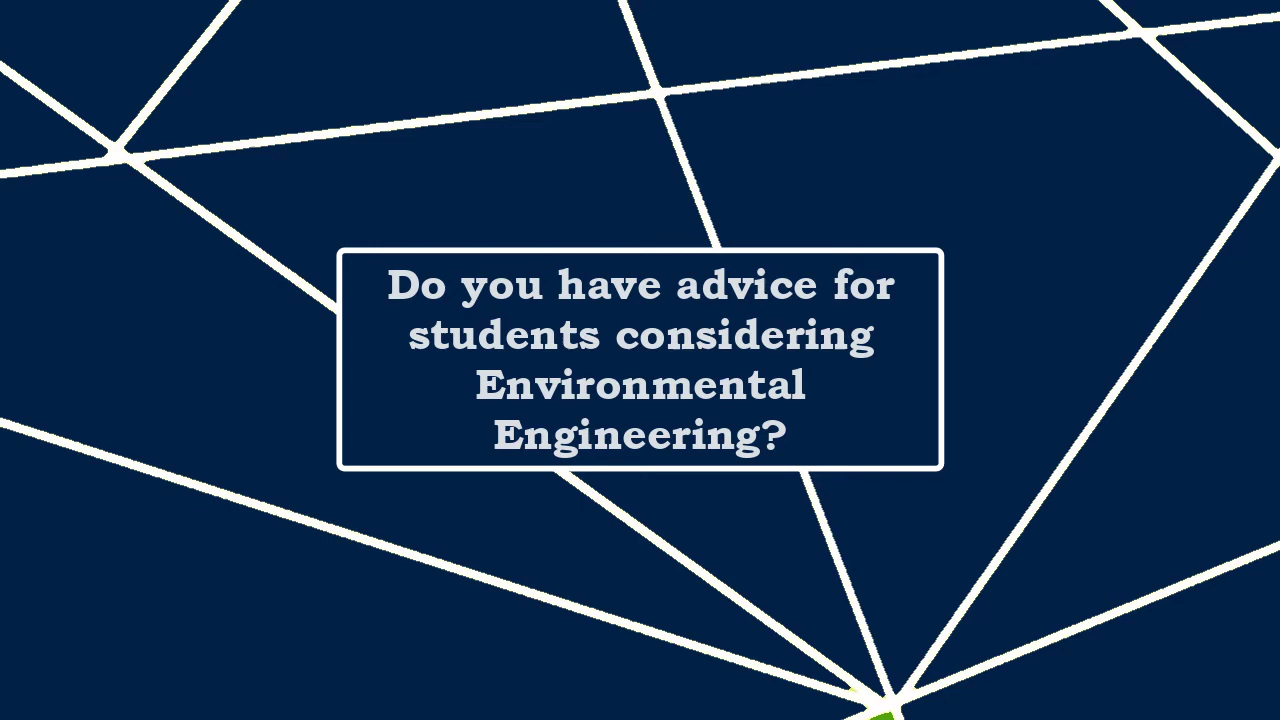 Do you have advice for
students considering
Environmental
Engineering?